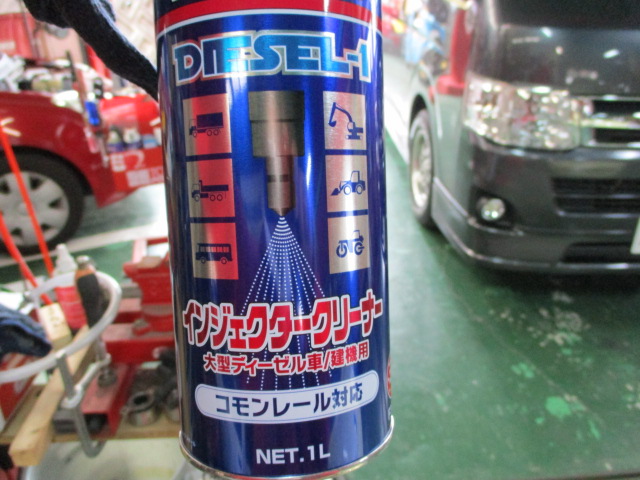 DIESEL-1
インジェクタークリーナー
大型ディーゼル車/建機用
コモンレール対応
NET.1L